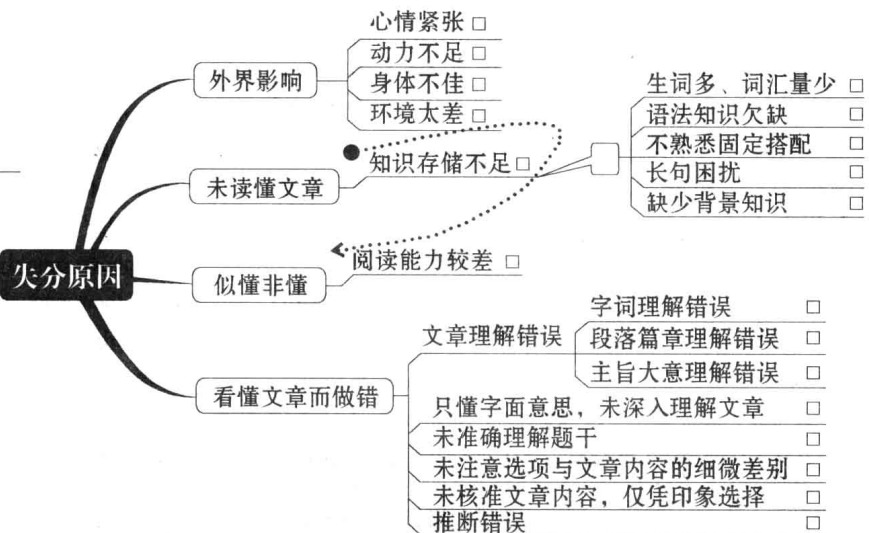 失分原因
外界影响
心情紧张 □
动力不足 □
身体不佳 □
环境太差 □
未读懂文章
知识存储不足 □
生词多、词汇量少 □
语法知识欠缺 □
不熟悉固定搭配 □
长句困扰 □
缺少背景知识 □
似懂非懂
阅读能力较差 □
看懂文章而做错
文章理解错误
字词理解错误 □
段落篇章理解错误 □
主旨大意理解错误 □
只懂字面意思，未深入理解文章 □
未准确理解题干 □
未注意选项与文章内容的细微差别 □
未核准文章内容，仅凭印象选择 □
推断错误 □